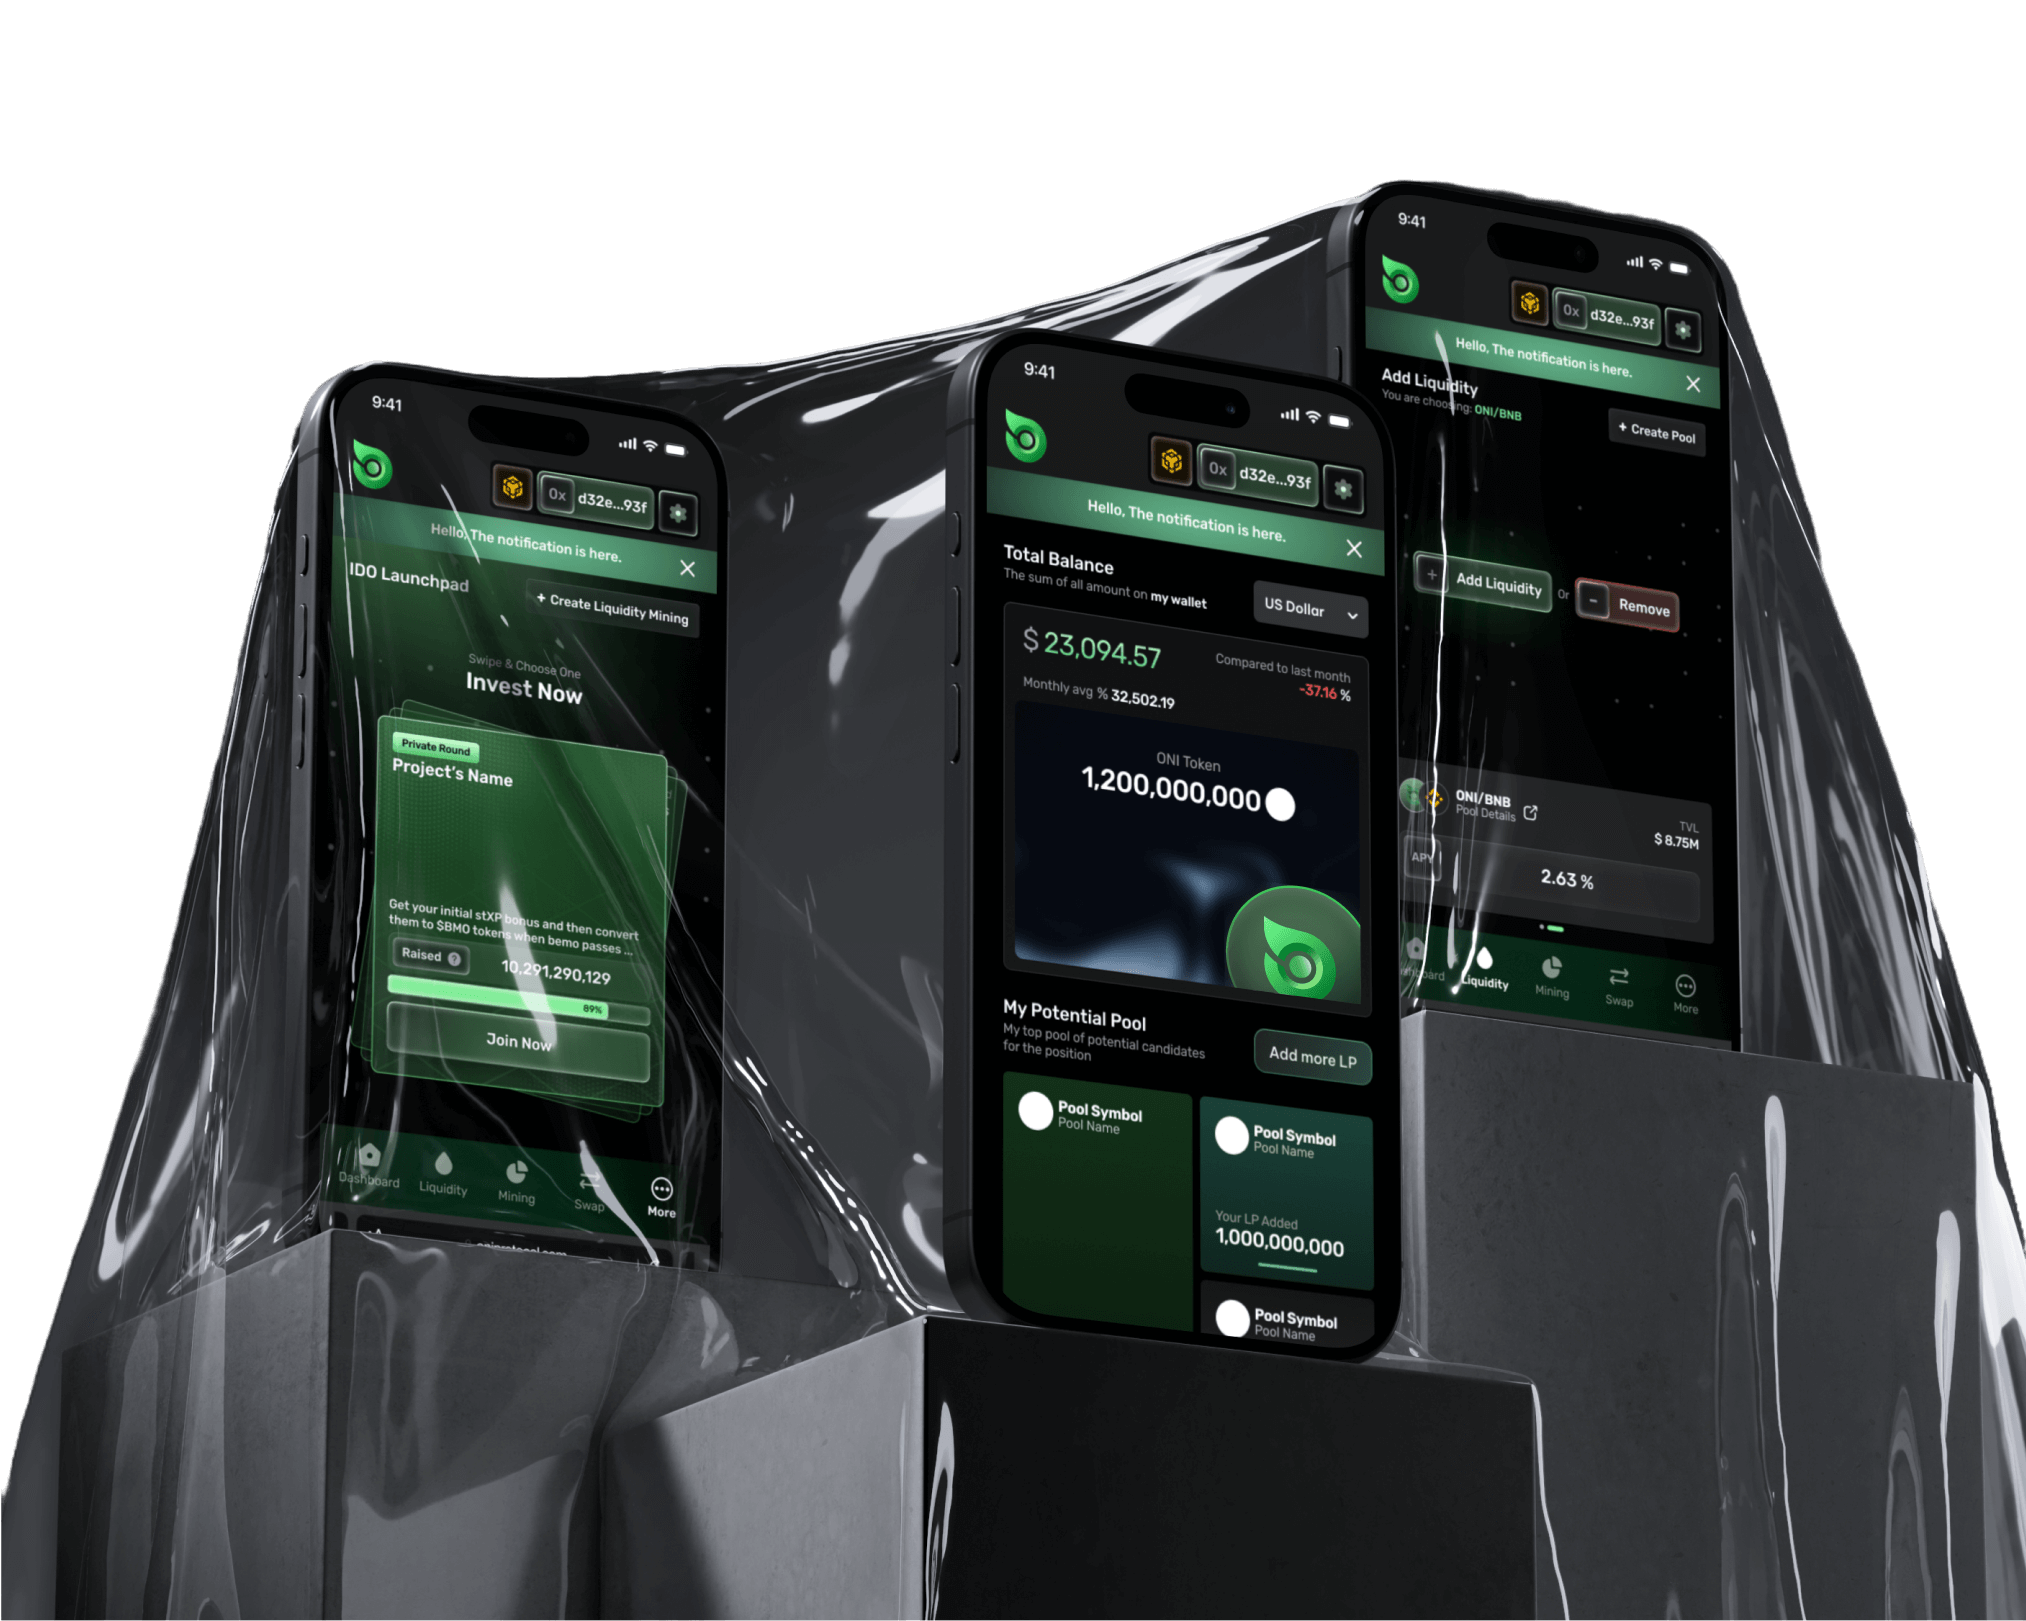 9:41
0x d32e...93f
Hello, The notification is here.
IDO Launchpad
+ Create Liquidity Mining
Swipe & Choose One
Invest Now
Private Round
Project's Name
Get your initial stXP bonus and then convert
them to $BMO tokens when bemo passes ...
Raised ?
10,291,290,129
89%
Join Now
Dashboard
Liquidity
Mining
Swap
More
9:41
0x d32e...93f
Hello, The notification is here.
Total Balance
The sum of all amount on my wallet
US Dollar
$ 23,094.57
Compared to last month
-37.16 %
Monthly avg % 32,502.19
ONI Token
1,200,000,000
My Potential Pool
My top pool of potential candidates
for the position
Add more LP
Pool Symbol
Pool Name
Pool Symbol
Pool Name
Your LP Added
1,000,000,000
Pool Symbol
Pool Name
9:41
0x d32e...93f
Hello, The notification is here.
Add Liquidity
You are choosing: ONI/BNB
+ Create Pool
+ Add Liquidity
Or
- Remove
ONI/BNB
Pool Details
TVL
$ 8.75M
APY
2.63 %
Liquidity
Mining
Swap
More